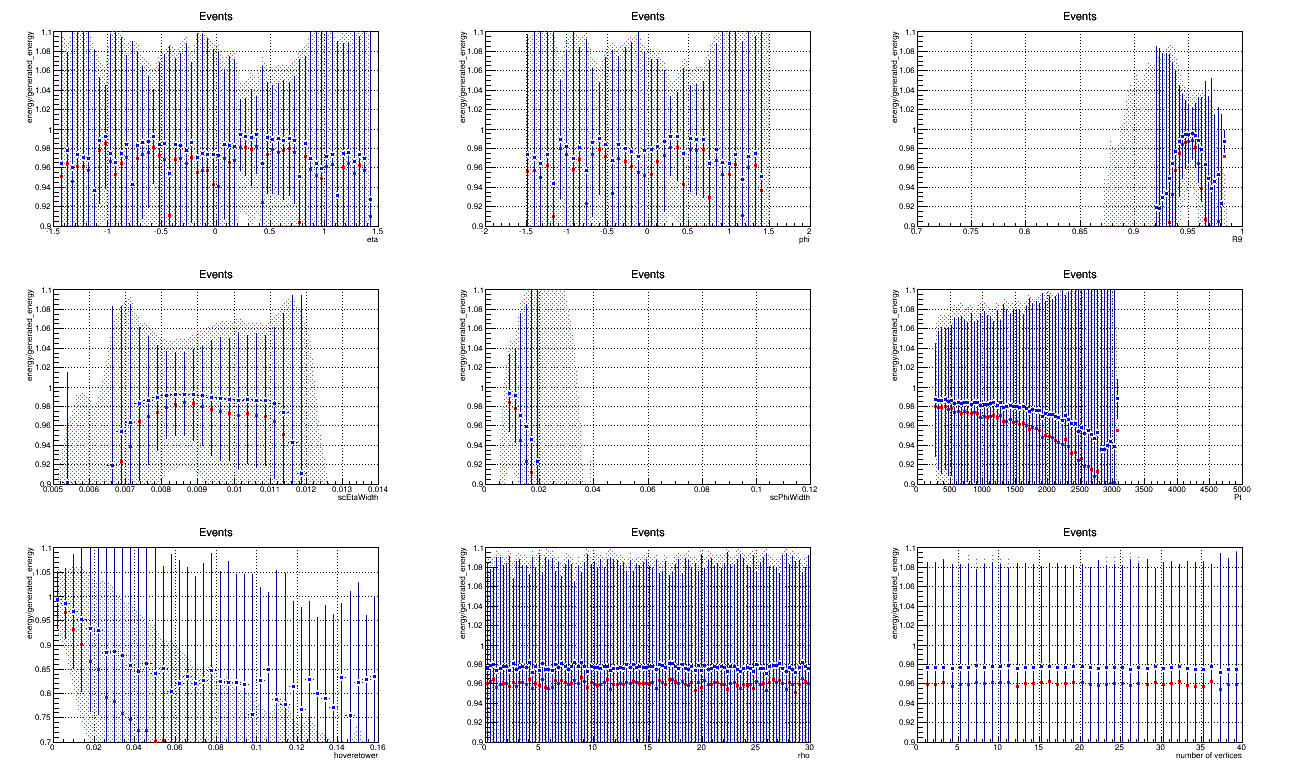 Events
energy/generated_energy
1.1
1.08
1.06
1.04
1.02
1
0.98
0.96
0.94
0.92
0.9
-1.5 -1 -0.5 0 0.5 1 1.5
eta
Events
energy/generated_energy
1.1
1.08
1.06
1.04
1.02
1
0.98
0.96
0.94
0.92
0.9
-2 -1.5 -1 -0.5 0 0.5 1 1.5 2
phi
Events
energy/generated_energy
1.1
1.08
1.06
1.04
1.02
1
0.98
0.96
0.94
0.92
0.9
0.7 0.75 0.8 0.85 0.9 0.95 1
R9
Events
energy/generated_energy
1.1
1.08
1.06
1.04
1.02
1
0.98
0.96
0.94
0.92
0.9
0.005 0.006 0.007 0.008 0.009 0.01 0.011 0.012 0.013 0.014
scEtaWidth
Events
energy/generated_energy
1.1
1.08
1.06
1.04
1.02
1
0.98
0.96
0.94
0.92
0.9
0 0.02 0.04 0.06 0.08 0.1 0.12
scPhiWidth
Events
energy/generated_energy
1.1
1.08
1.06
1.04
1.02
1
0.98
0.96
0.94
0.92
0.9
0 500 1000 1500 2000 2500 3000 3500 4000 4500 5000
Pt
Events
energy/generated_energy
1.1
1.05
1
0.95
0.9
0.85
0.8
0.75
0.7
0 0.02 0.04 0.06 0.08 0.1 0.12 0.14 0.16
hoveretower
Events
energy/generated_energy
1.1
1.08
1.06
1.04
1.02
1
0.98
0.96
0.94
0.92
0.9
0 5 10 15 20 25 30
rho
Events
energy/generated_energy
1.1
1.08
1.06
1.04
1.02
1
0.98
0.96
0.94
0.92
0.9
0 5 10 15 20 25 30 35 40
number of vertices